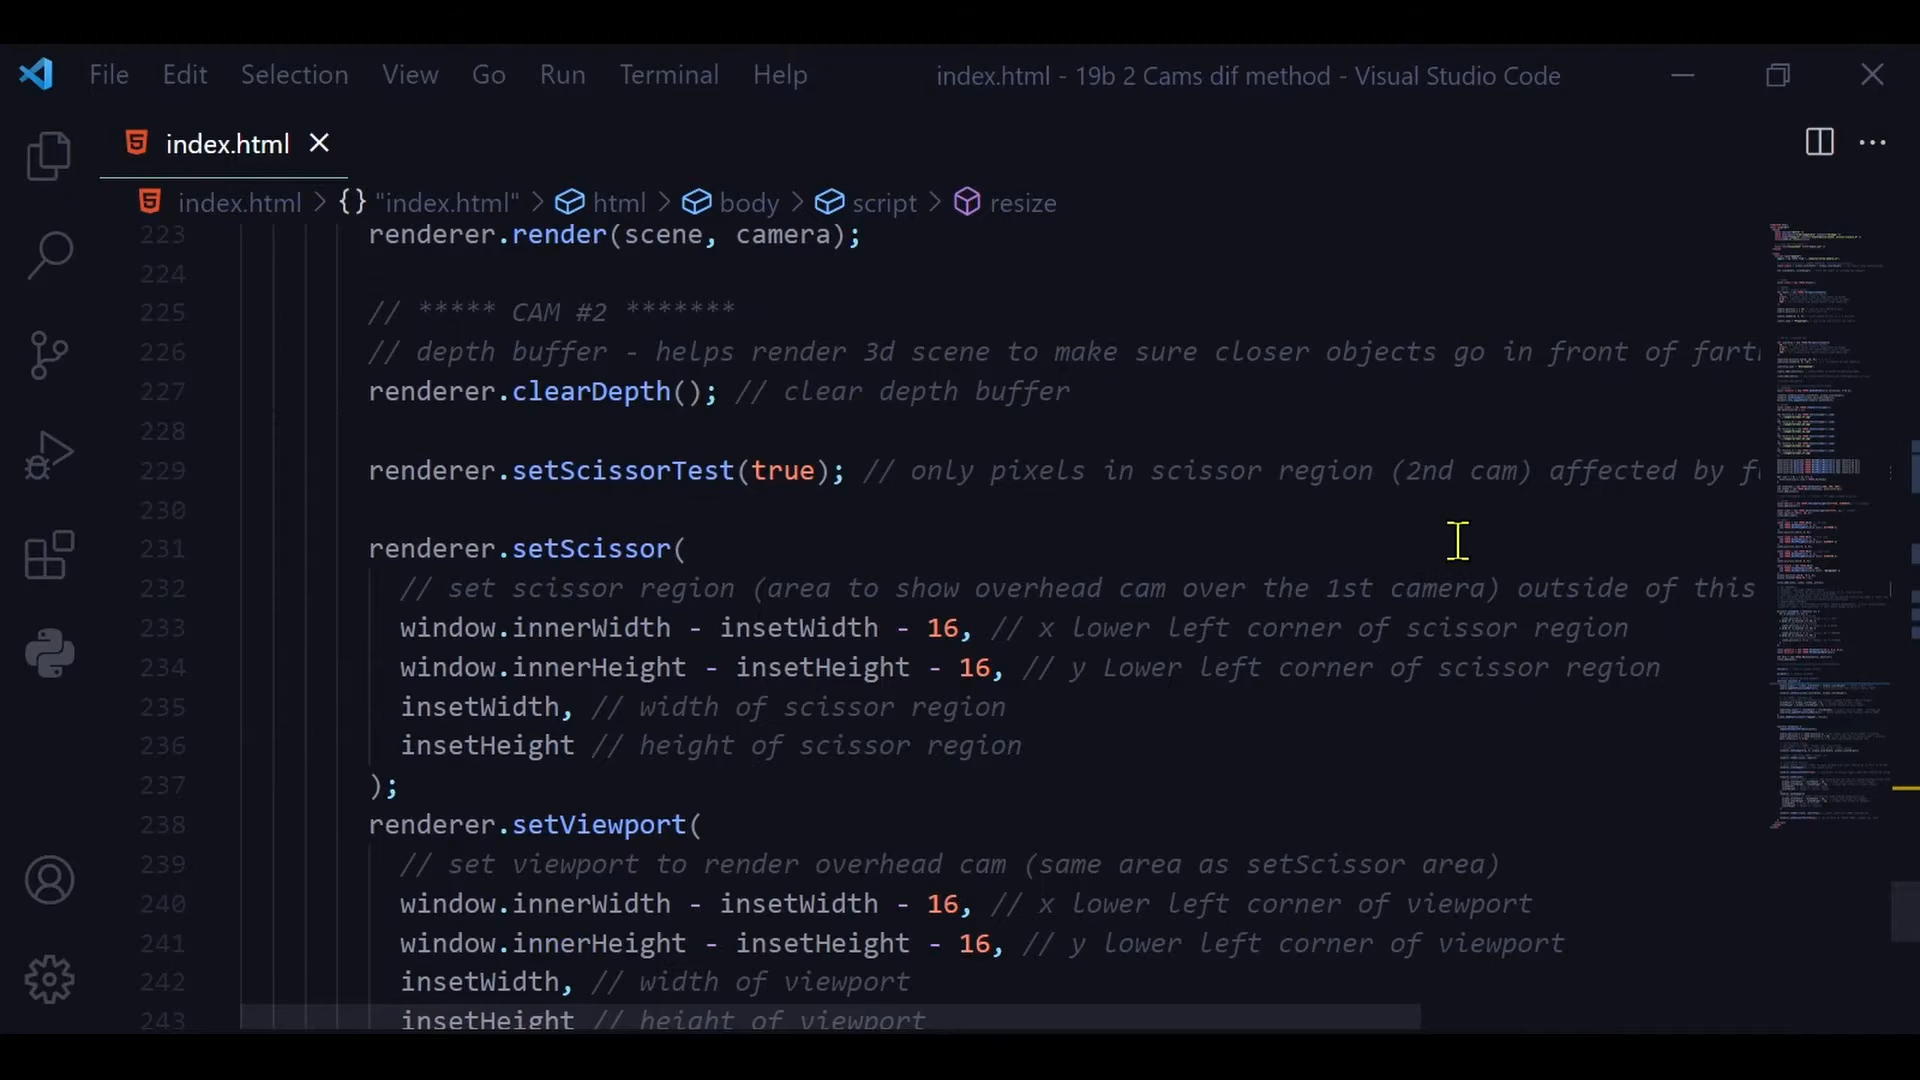 File Edit Selection View Go Run Terminal Help index.html - 19b 2 Cams dif method - Visual Studio Code
index.html
index.html > {} "index.html" > html > body > script > resize
223 renderer.render(scene, camera);
224
225 // ***** CAM #2 *******
226 // depth buffer - helps render 3d scene to make sure closer objects go in front of
227 renderer.clearDepth(); // clear depth buffer
228
229 renderer.setScissorTest(true); // only pixels in scissor region (2nd cam) affected by
230
231 renderer.setScissor(
232 // set scissor region (area to show overhead cam over the 1st camera) outside of this
233 window.innerWidth - insetWidth - 16, // x lower left corner of scissor region
234 window.innerHeight - insetHeight - 16, // y Lower left corner of scissor region
235 insetWidth, // width of scissor region
236 insetHeight // height of scissor region
237 );
238 renderer.setViewport(
239 // set viewport to render overhead cam (same area as setScissor area)
240 window.innerWidth - insetWidth - 16, // x lower left corner of viewport
241 window.innerHeight - insetHeight - 16, // y lower left corner of viewport
242 insetWidth, // width of viewport
243 insetHeight // height of viewport